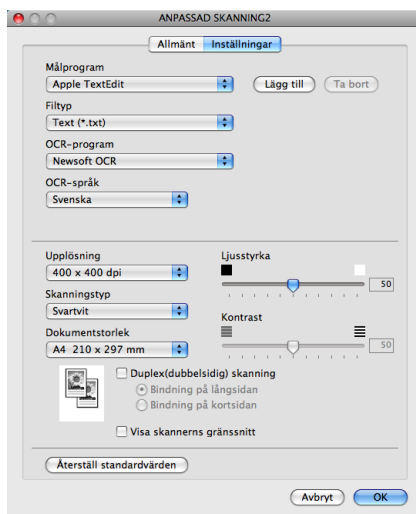 ANPASSAD SKANNING2
Allmänt Inställningar
Målprogram
Apple TextEdit Lägg till Ta bort
Filtyp
Text (*.txt)
OCR-program
Newsoft OCR
OCR-språk
Svenska
Upplösning Ljusstyrka
400 x 400 dpi
50
Skanningstyp
Svartvit
Kontrast
Dokumentstorlek
A4 210 x 297 mm
50
Duplex(dubbelsidig) skanning
Bindning på långsidan
Bindning på kortsidan
Visa skannerns gränssnitt
Återställ standardvärden
Avbryt OK